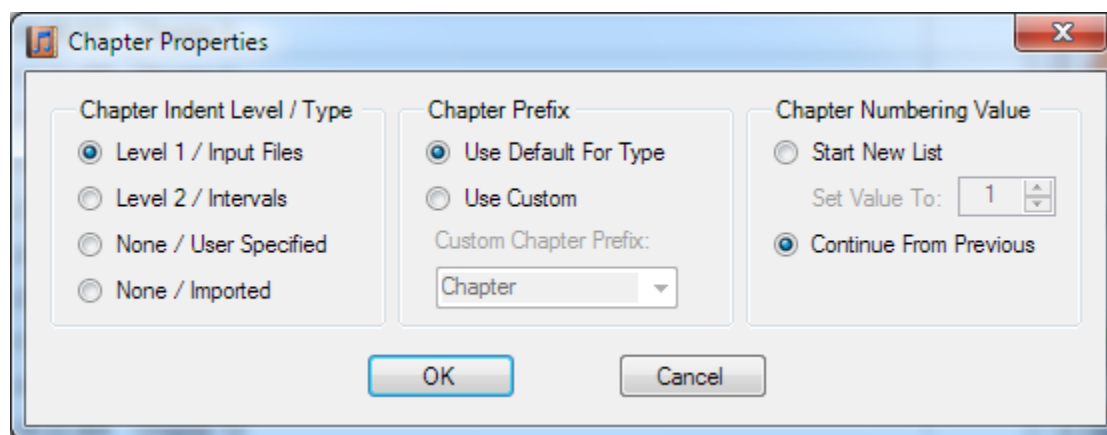 Chapter Properties
Chapter Indent Level / Type
Level 1 / Input Files
Level 2 / Intervals
None / User Specified
None / Imported
Chapter Prefix
Use Default For Type
Use Custom
Custom Chapter Prefix:
Chapter
Chapter Numbering Value
Start New List
Set Value To: 1
Continue From Previous
OK
Cancel